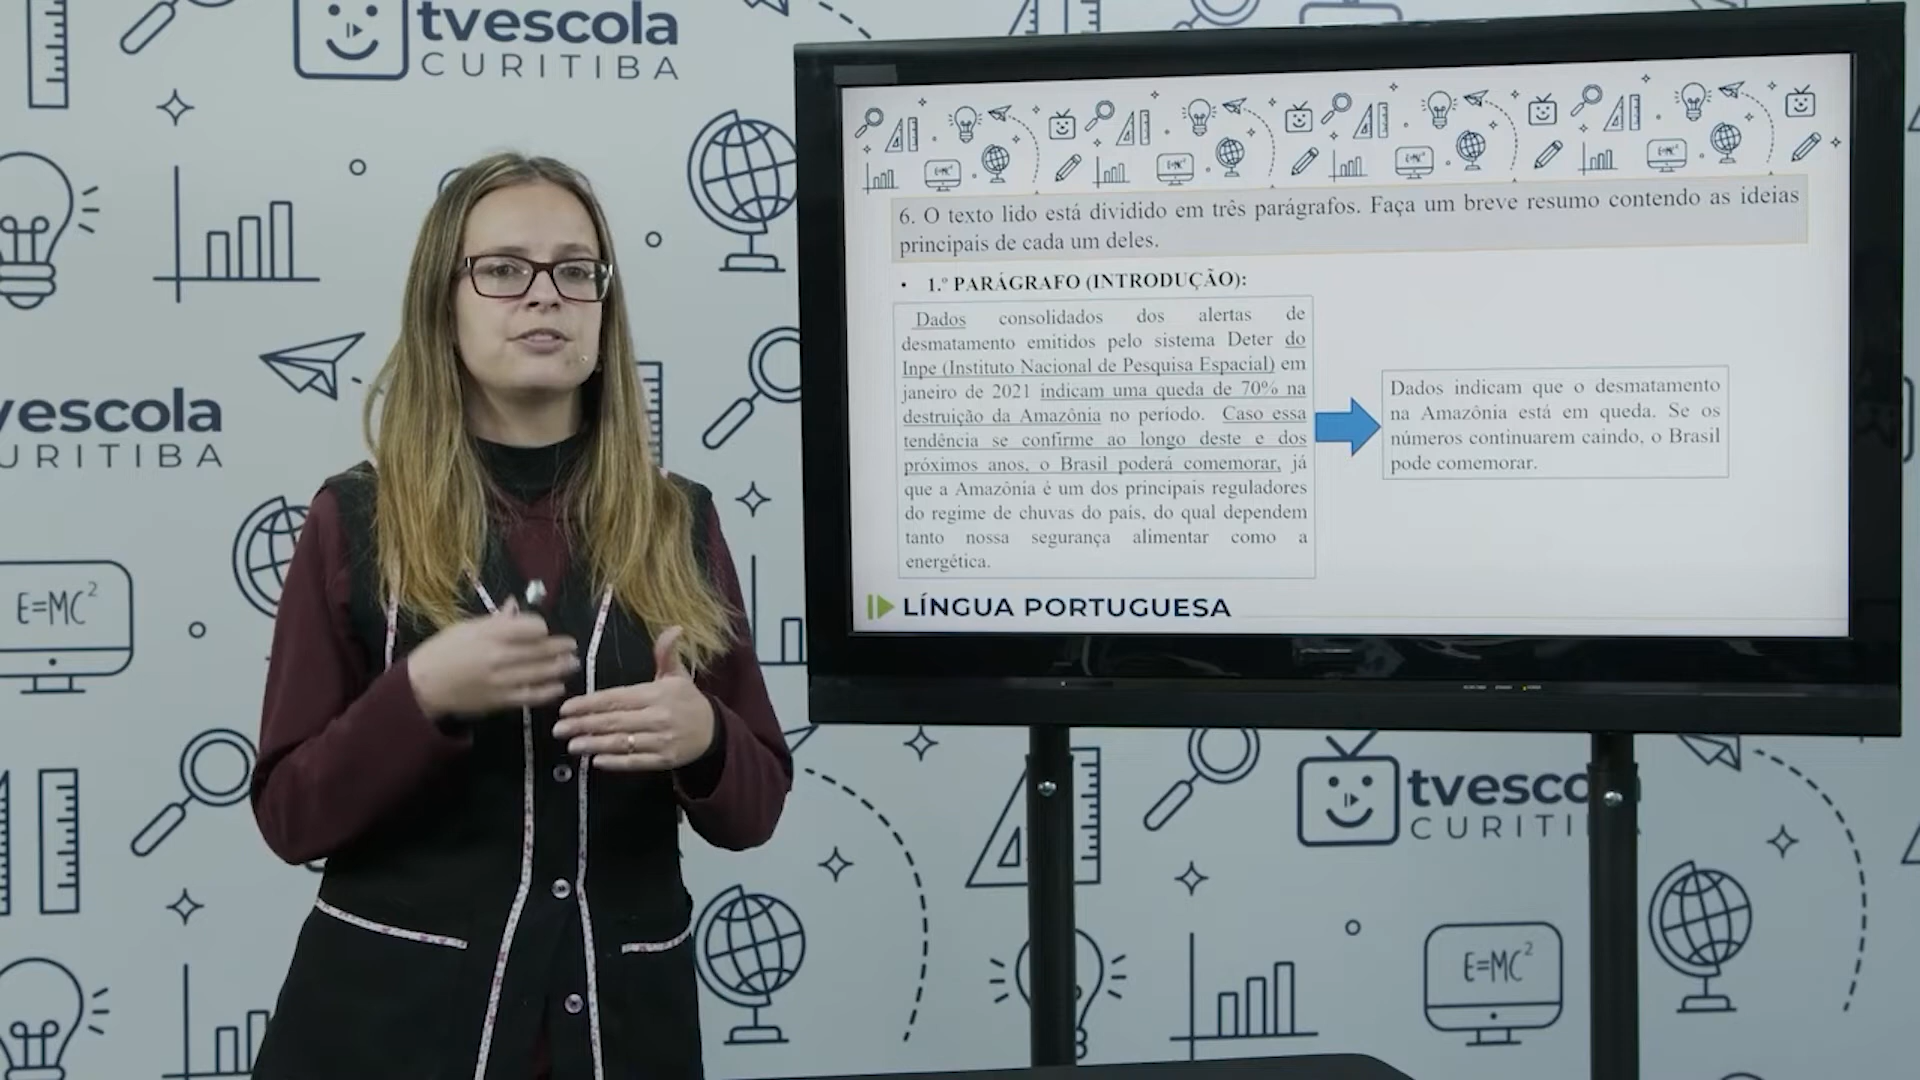 tvescola
CURITIBA
vescola
URITIBA
E=MC²
6. O texto lido está dividido em três parágrafos. Faça um breve resumo contendo as ideias
principais de cada um deles.
• 1.º PARÁGRAFO (INTRODUÇÃO):
Dados consolidados dos alertas de
desmatamento emitidos pelo sistema Deter do
Inpe (Instituto Nacional de Pesquisa Espacial) em
janeiro de 2021 indicam uma queda de 70% na
destruição da Amazônia no período. Caso essa
tendência se confirme ao longo deste e dos
próximos anos, o Brasil poderá comemorar, já
que a Amazônia é um dos principais reguladores
do regime de chuvas do país, do qual dependem
tanto nossa segurança alimentar como a
energética.
Dados indicam que o desmatamento
na Amazônia está em queda. Se os
números continuarem caindo, o Brasil
pode comemorar.
LÍNGUA PORTUGUESA
tvesco
CURITI
E=MC²